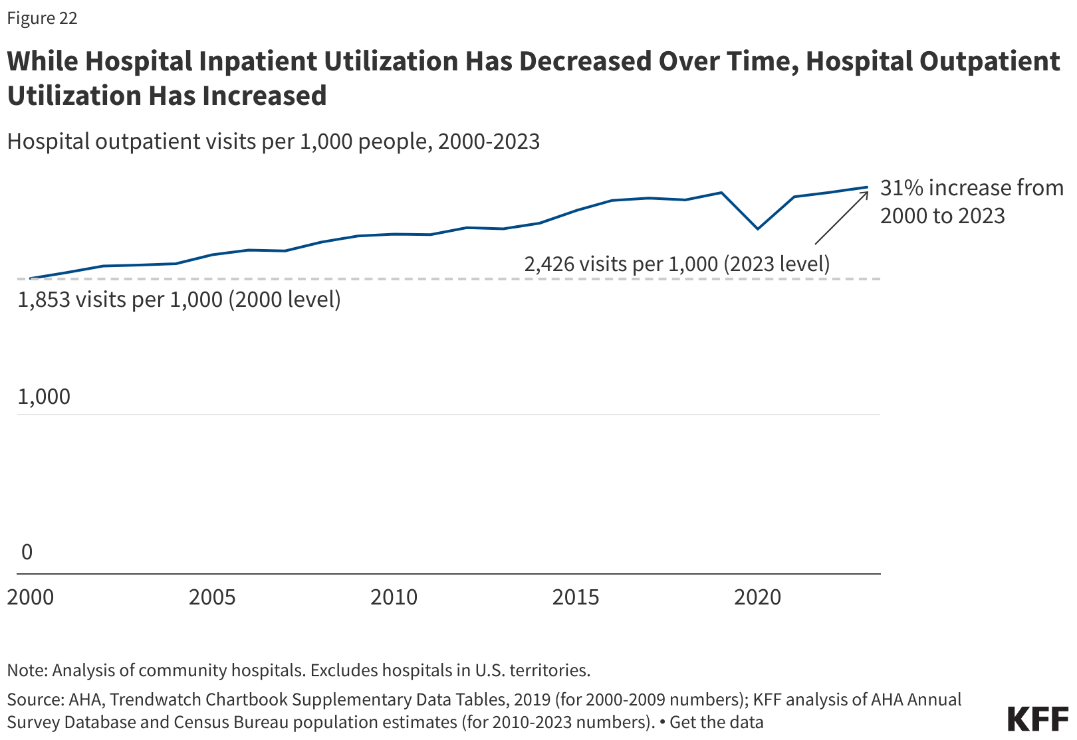 Figure 22
While Hospital Inpatient Utilization Has Decreased Over Time, Hospital Outpatient
Utilization Has Increased
Hospital outpatient visits per 1,000 people, 2000-2023
31% increase from
2000 to 2023
2,426 visits per 1,000 (2023 level)
1,853 visits per 1,000 (2000 level)
1,000
0
2000 2005 2010 2015 2020
Note: Analysis of community hospitals. Excludes hospitals in U.S. territories.
Source: AHA, Trendwatch Chartbook Supplementary Data Tables, 2019 (for 2000-2009 numbers); KFF analysis of AHA Annual
Survey Database and Census Bureau population estimates (for 2010-2023 numbers). • Get the data
KFF